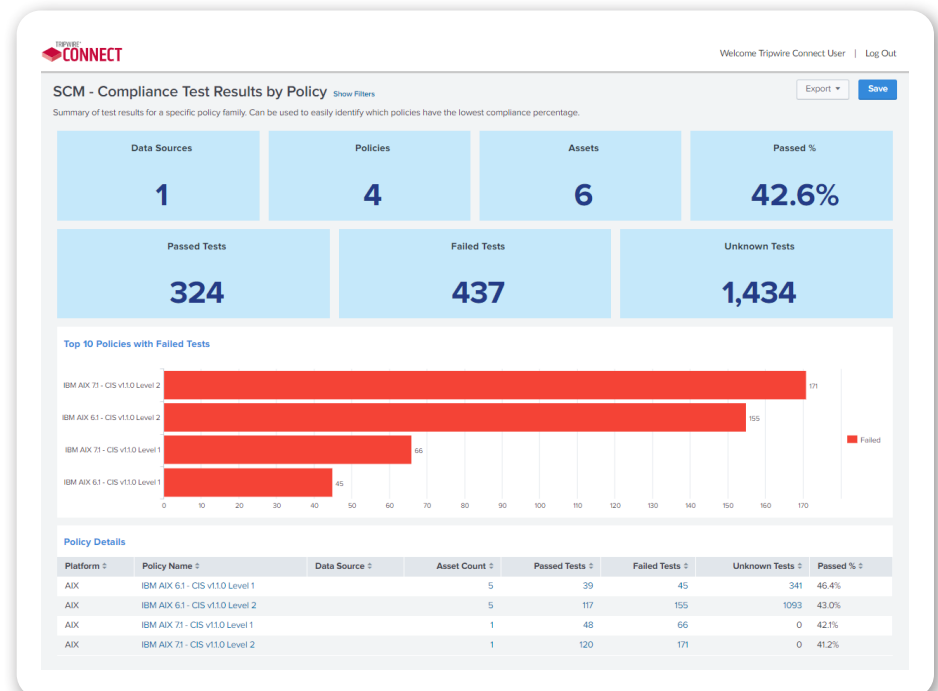 TRIPWIRE®
CONNECT
Welcome Tripwire Connect User | Log Out
SCM - Compliance Test Results by Policy Show Filters
Export Save
Summary of test results for a specific policy family. Can be used to easily identify which policies have the lowest compliance percentage.
Data Sources Policies Assets Passed %
1 4 6 42.6%
Passed Tests Failed Tests Unknown Tests
324 437 1,434
Top 10 Policies with Failed Tests
IBM AIX 7.1 - CIS v1.1.0 Level 2 171
IBM AIX 6.1 - CIS v1.1.0 Level 2 155
Failed
IBM AIX 7.1 - CIS v1.1.0 Level 1 66
IBM AIX 6.1 - CIS v1.1.0 Level 1 45
0 10 20 30 40 50 60 70 80 90 100 110 120 130 140 150 160 170
Policy Details
Platform Policy Name Data Source Asset Count Passed Tests Failed Tests Unknown Tests Passed %
AIX IBM AIX 6.1 - CIS v1.1.0 Level 1 5 39 45 341 46.4%
AIX IBM AIX 6.1 - CIS v1.1.0 Level 2 5 117 155 1093 43.0%
AIX IBM AIX 7.1 - CIS v1.1.0 Level 1 1 48 66 0 42.1%
AIX IBM AIX 7.1 - CIS v1.1.0 Level 2 1 120 171 0 41.2%